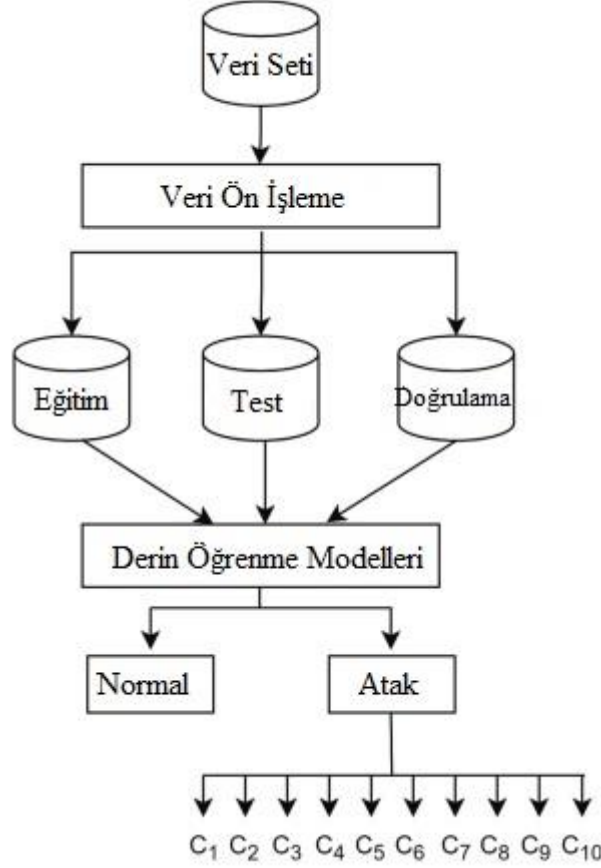 Veri Seti
Veri Ön İşleme
Eğitim Test Doğrulama
Derin Öğrenme Modelleri
Normal Atak
C1 C2 C3 C4 C5 C6 C7 C8 C9 C10